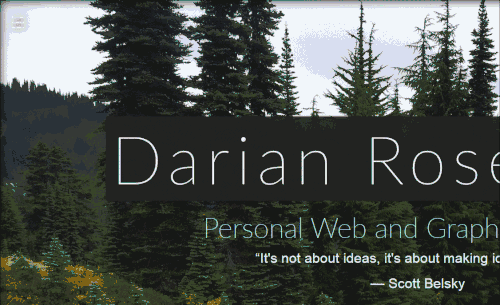 Darian Rose
Personal Web and Graph
"It's not about ideas, it's about making id
— Scott Belsky